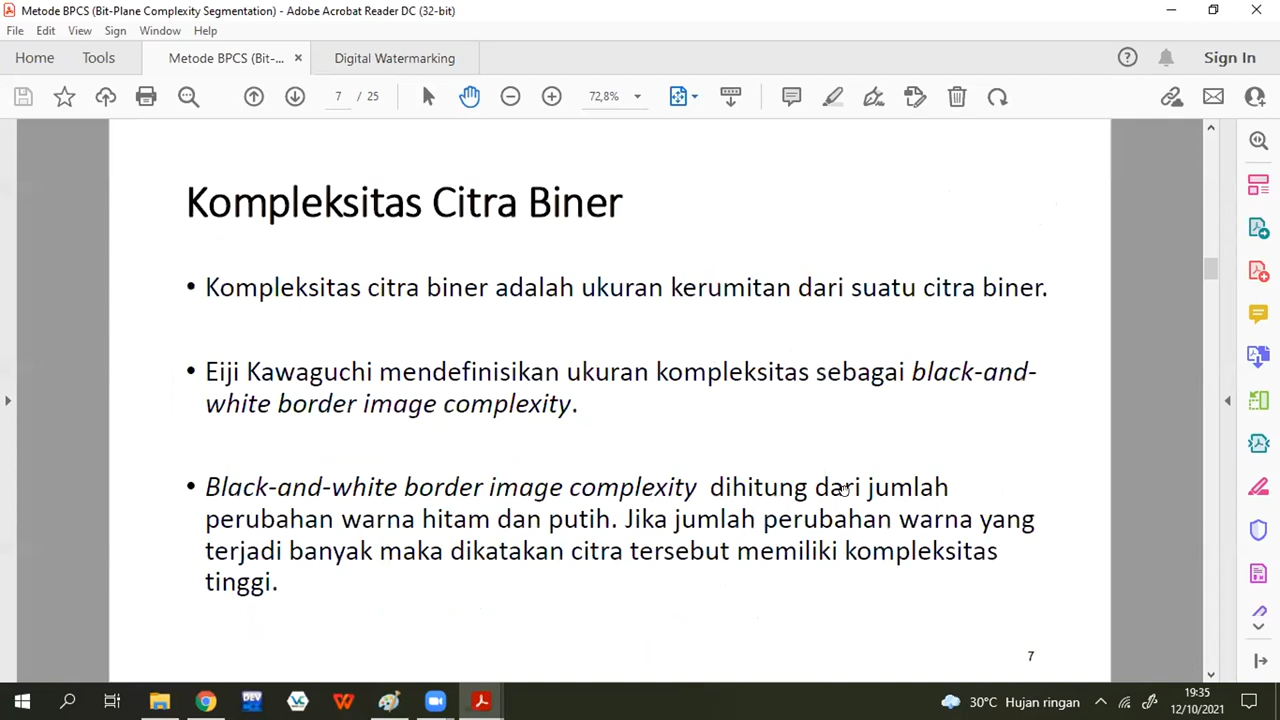 Metode BPCS (Bit-Plane Complexity Segmentation) - Adobe Acrobat Reader DC (32-bit)
File Edit View Sign Window Help
Home Tools Metode BPCS (Bit-... × Digital Watermarking Sign In
7 / 25 72,8%
Kompleksitas Citra Biner
• Kompleksitas citra biner adalah ukuran kerumitan dari suatu citra biner.
• Eiji Kawaguchi mendefinisikan ukuran kompleksitas sebagai black-and-
white border image complexity.
• Black-and-white border image complexity dihitung dari jumlah
perubahan warna hitam dan putih. Jika jumlah perubahan warna yang
terjadi banyak maka dikatakan citra tersebut memiliki kompleksitas
tinggi.
7
30°C Hujan ringan
19:35
12/10/2021